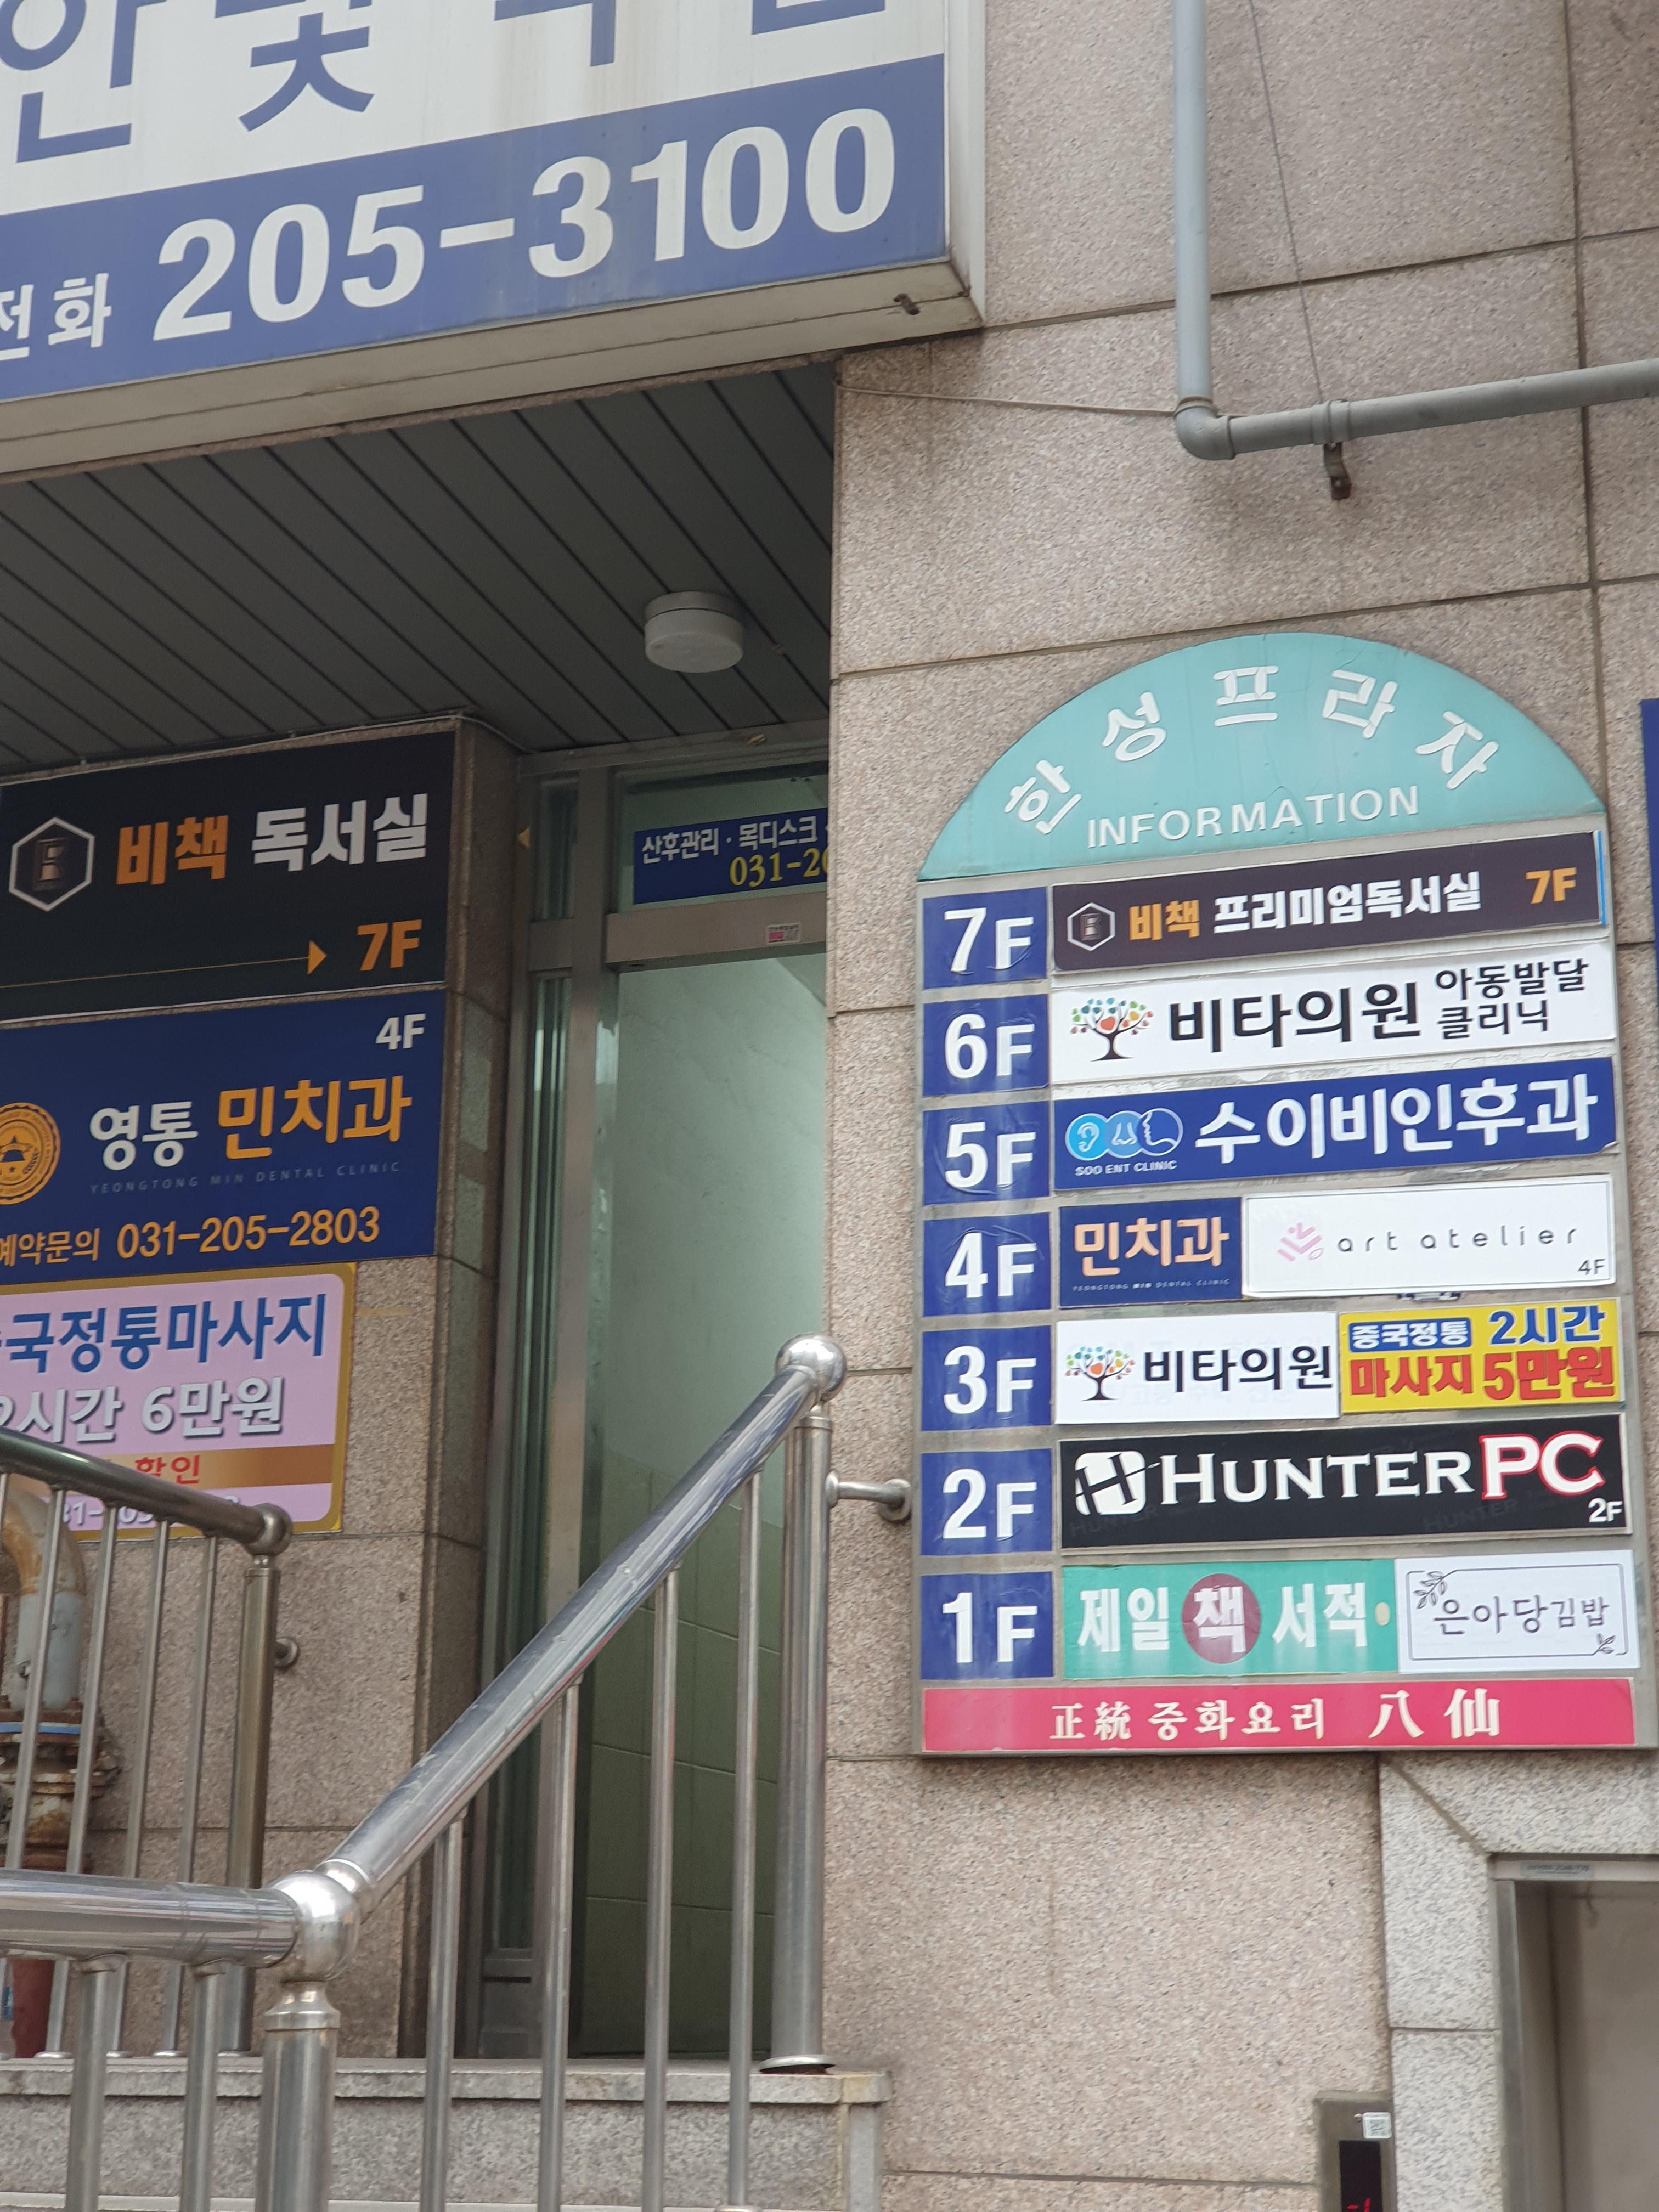 전화 205-3100
비책 독서실
7F
4F
영통 민치과
YEONGTONG MIN DENTAL CLINIC
예약문의 031-205-2803
국정통마사지
2시간 6만원
할인
산후관리·목디스크
031-20
한성프라자
INFORMATION
7F 비책 프리미엄독서실 7F
6F 비타의원 아동발달 클리닉
5F SOO ENT CLINIC 수이비인후과
4F 민치과 YEONGTONG MIN DENTAL CLINIC art atelier 4F
3F 비타의원 중국정통 2시간 마사지 5만원
2F HUNTER PC 2F
1F 제일 책 서적 은아당김밥
正統 중화요리 八仙